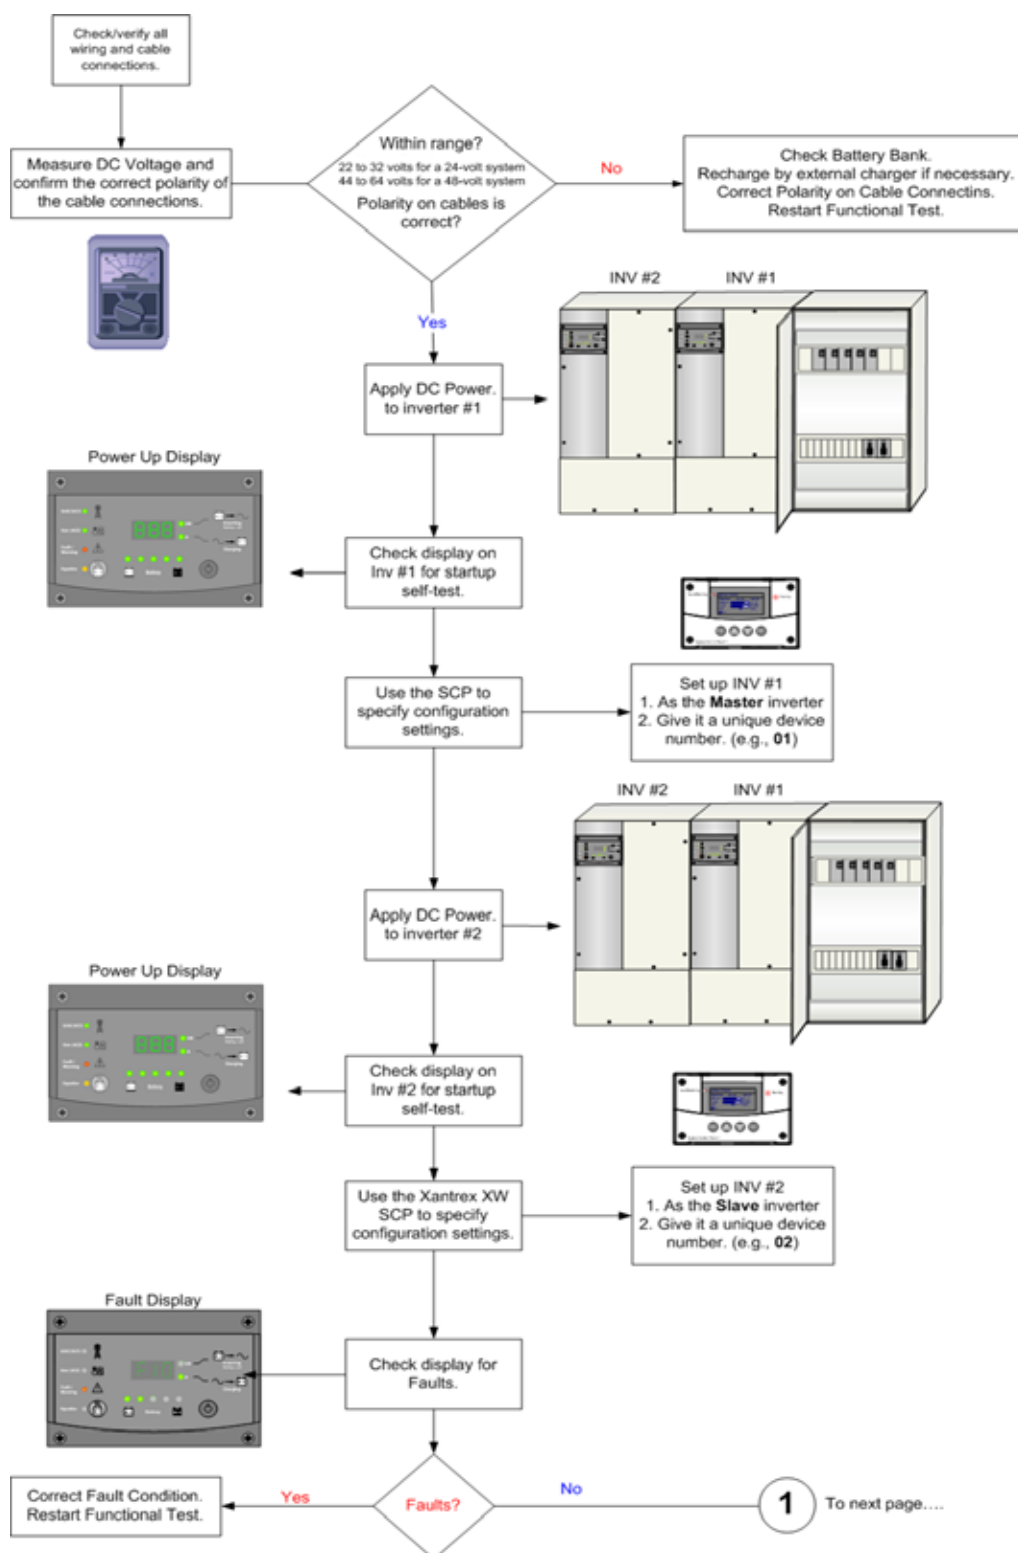 Check/verify all
wiring and cable
connections.
Measure DC Voltage and
confirm the correct polarity of
the cable connections.
Within range?
22 to 32 volts for a 24-volt system
44 to 64 volts for a 48-volt system
Polarity on cables is
correct?
No
Check Battery Bank.
Recharge by external charger if necessary.
Correct Polarity on Cable Connectins.
Restart Functional Test.
Yes
INV #2
INV #1
Apply DC Power.
to inverter #1
Power Up Display
Battery
Charging
Check display on
Inv #1 for startup
self-test.
Use the SCP to
specify configuration
settings.
Set up INV #1
1. As the Master inverter
2. Give it a unique device
number. (e.g., 01)
INV #2
INV #1
Apply DC Power.
to inverter #2
Power Up Display
Battery
Charging
Check display on
Inv #2 for startup
self-test.
Use the Xantrex XW
SCP to specify
configuration settings.
Set up INV #2
1. As the Slave inverter
2. Give it a unique device
number. (e.g., 02)
Fault Display
Battery
Charging
Check display for
Faults.
Faults?
Yes
Correct Fault Condition.
Restart Functional Test.
No
1
To next page....